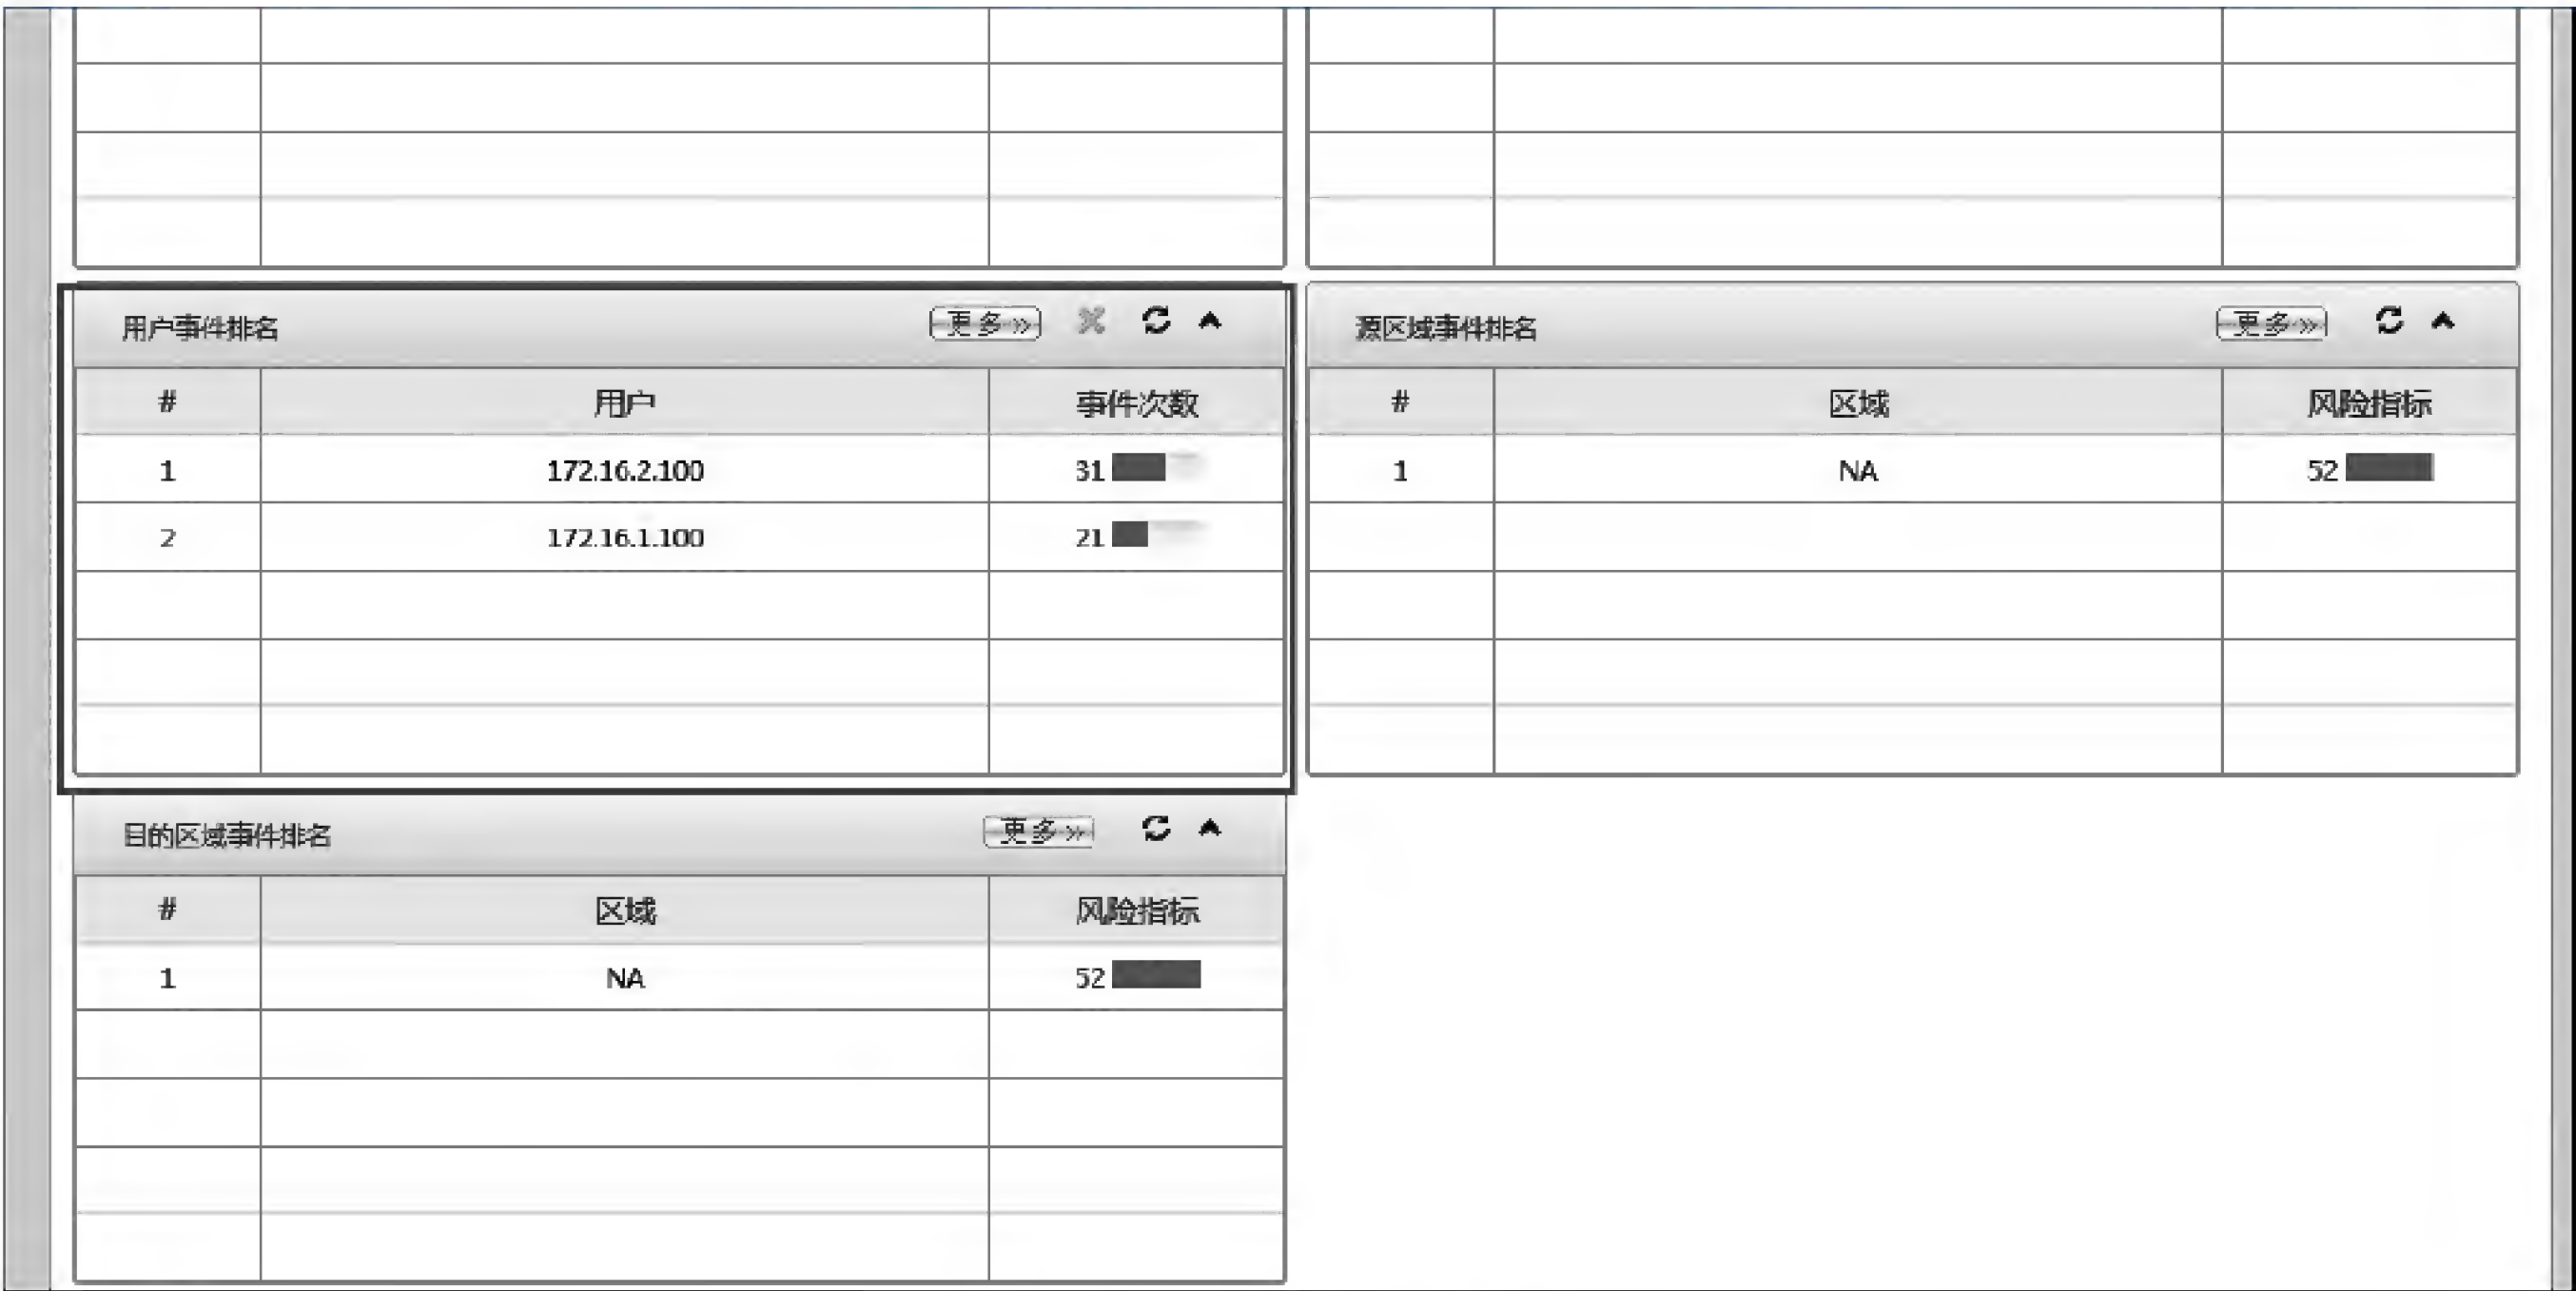 用户事件排名 更多»
# 用户 事件次数
1 172.16.2.100 31
2 172.16.1.100 21
源区域事件排名 更多»
# 区域 风险指标
1 NA 52
目的区域事件排名 更多»
# 区域 风险指标
1 NA 52